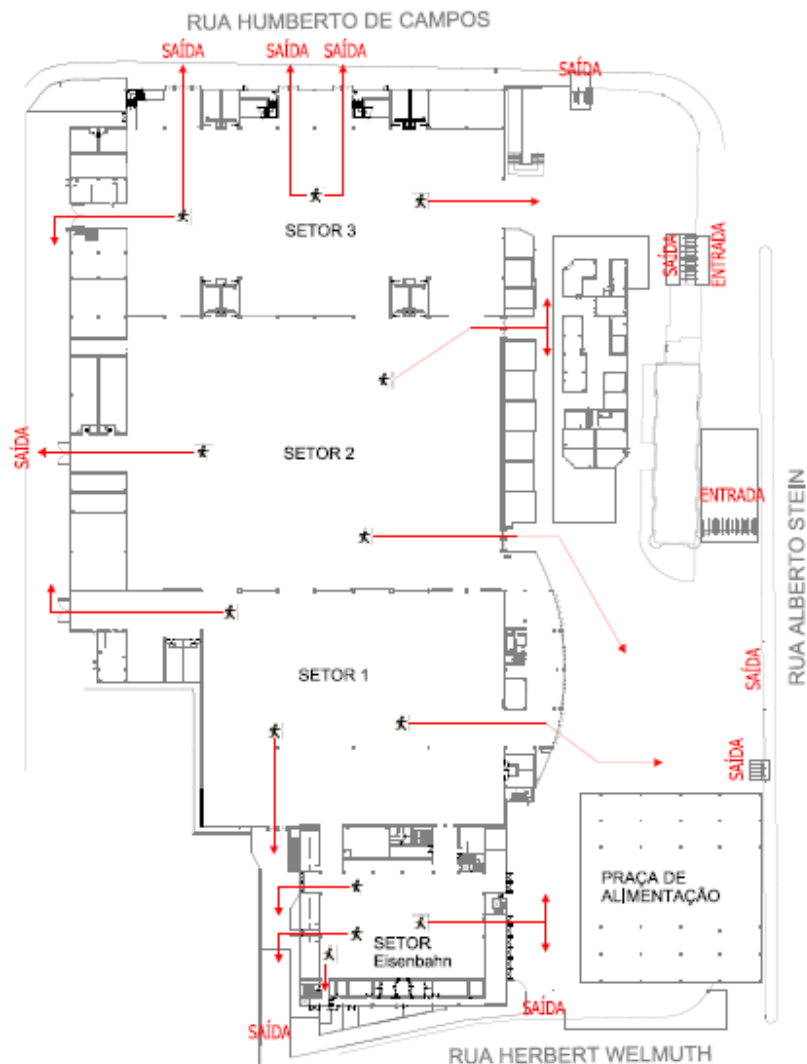 RUA HUMBERTO DE CAMPOS
SAÍDA
SAÍDA
SAÍDA
SAÍDA
SETOR 3
SAÍDA
ENTRADA
SETOR 2
SAÍDA
ENTRADA
RUA ALBERTO STEIN
SETOR 1
SAÍDA
SAÍDA
PRAÇA DE
ALIMENTAÇÃO
SETOR
Eisenbahn
SAÍDA
SAÍDA
RUA HERBERT WELMUTH